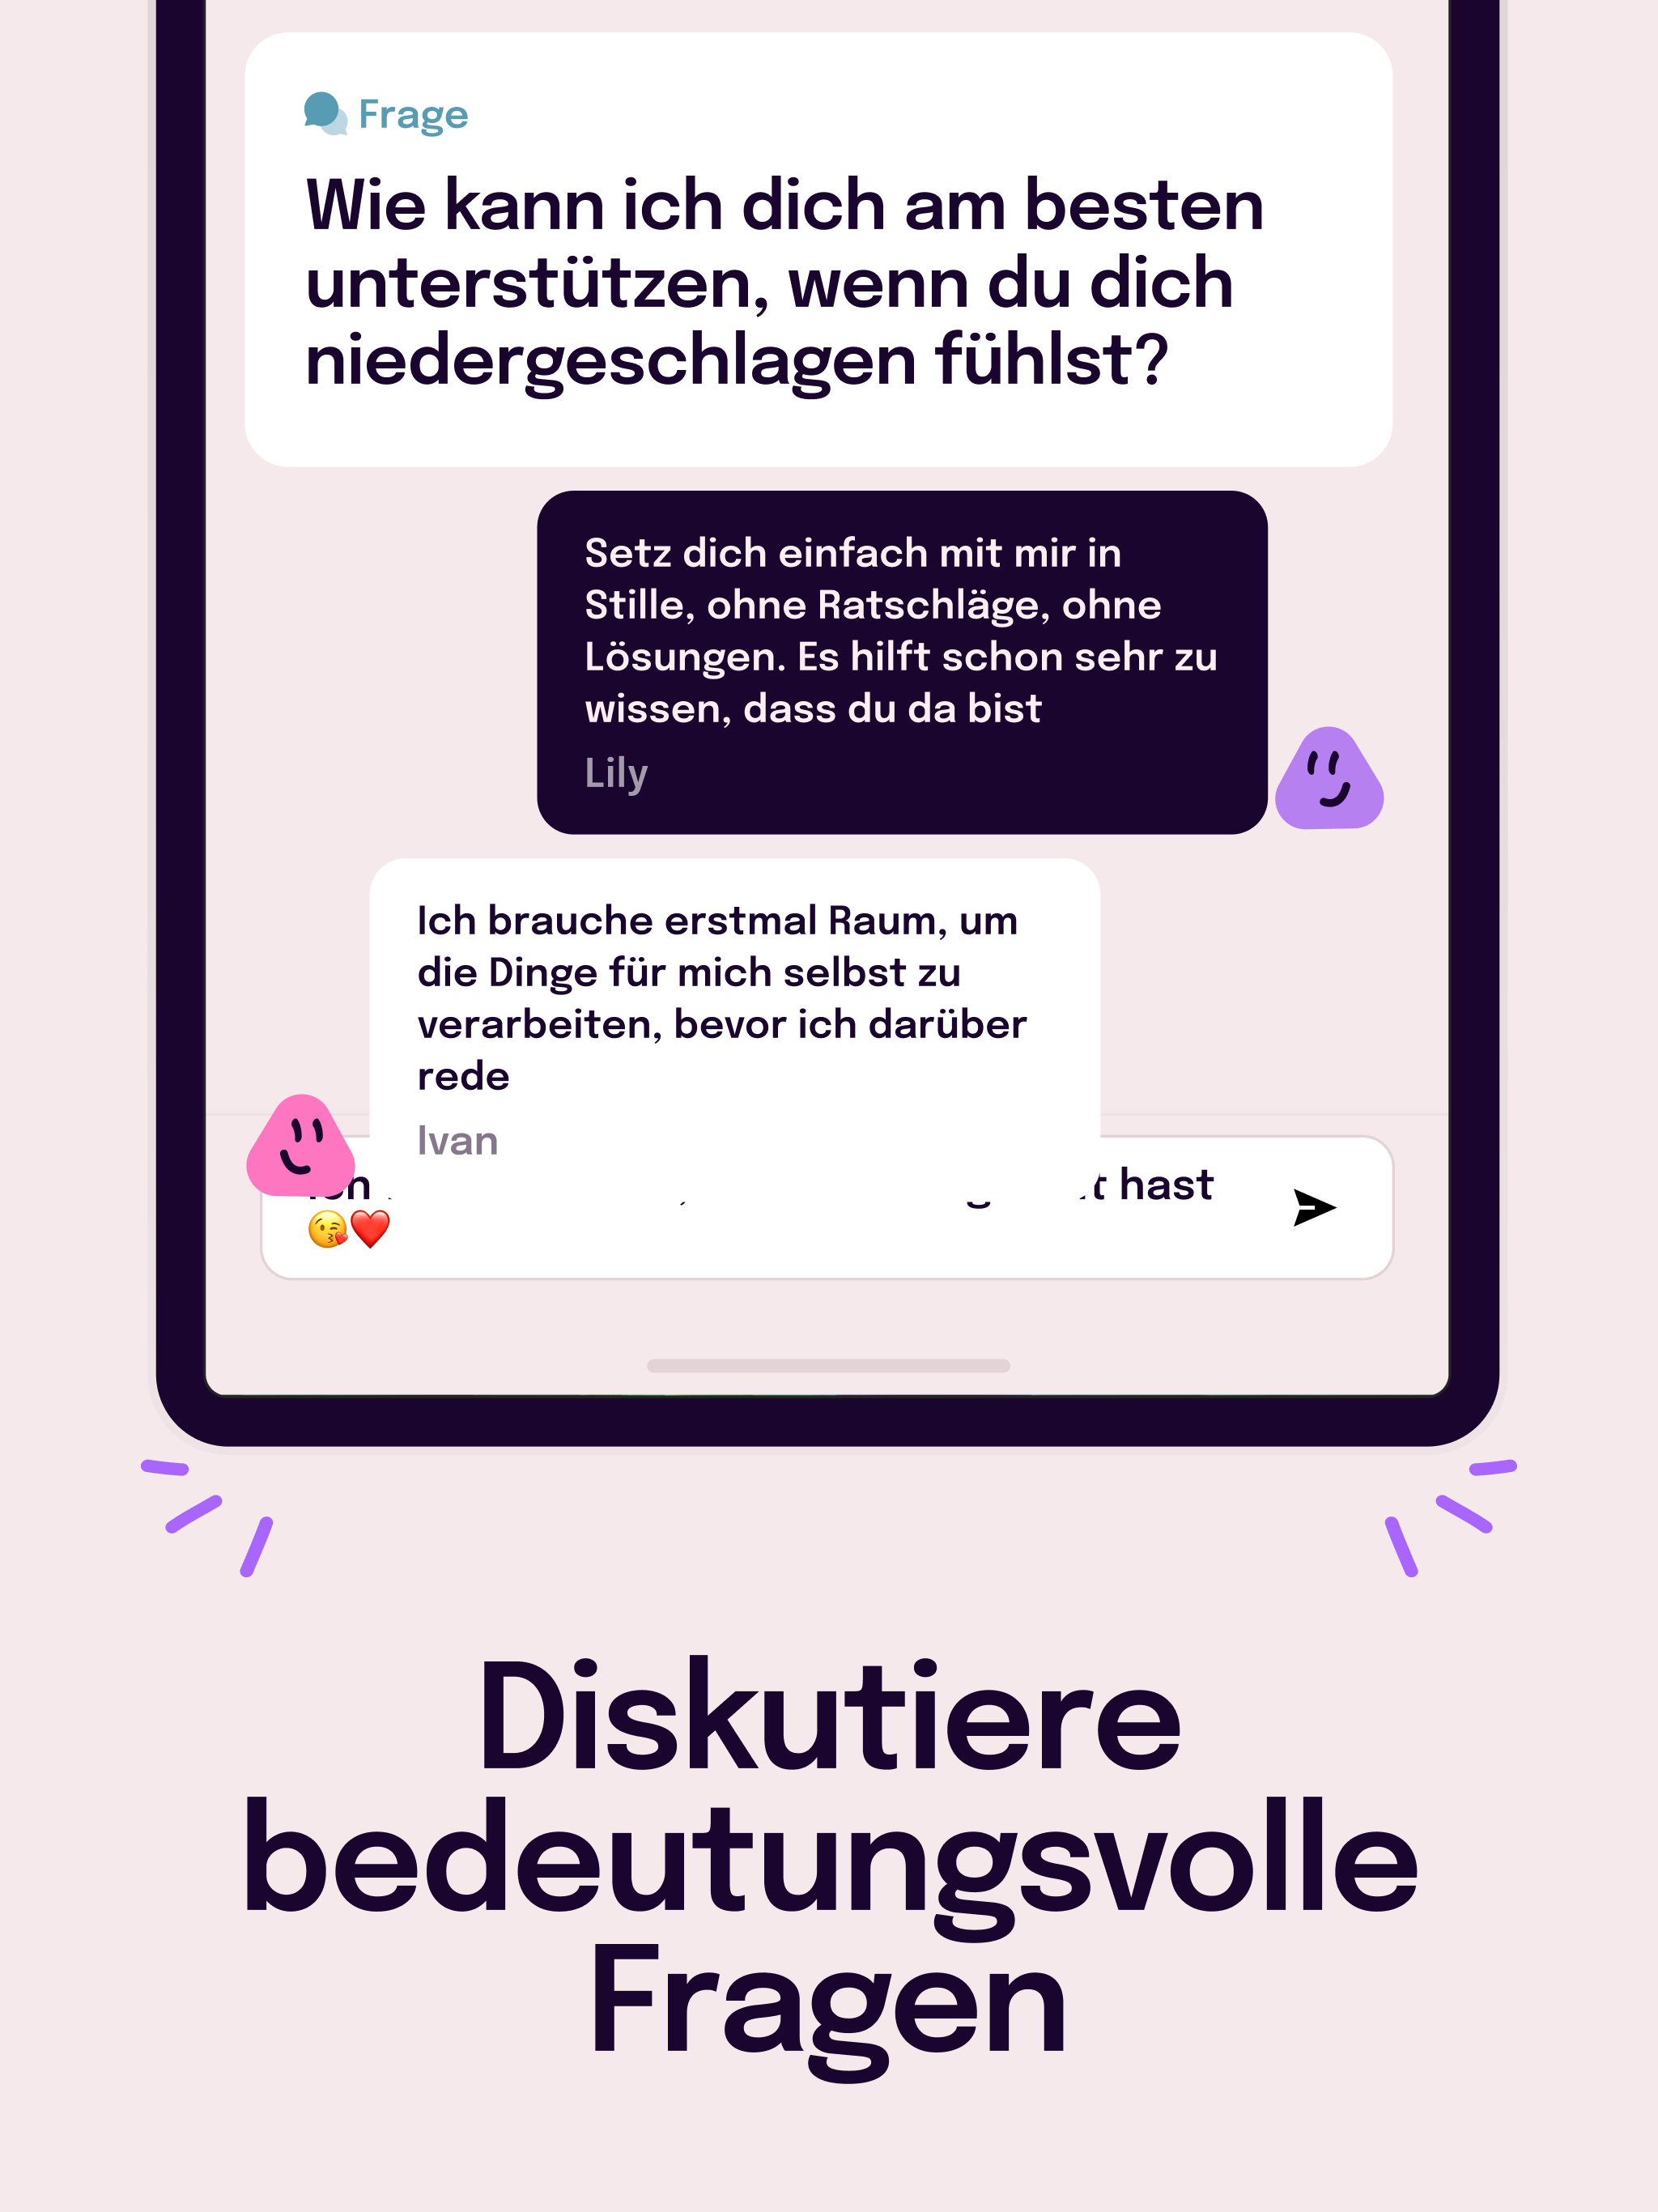 Frage
Wie kann ich dich am besten
unterstützen, wenn du dich
niedergeschlagen fühlst?
Setz dich einfach mit mir in
Stille, ohne Ratschläge, ohne
Lösungen. Es hilft schon sehr zu
wissen, dass du da bist
Lily
Ich brauche erstmal Raum, um
die Dinge für mich selbst zu
verarbeiten, bevor ich darüber
rede
Ivan
hast
😘❤️
Diskutiere
bedeutungsvolle
Fragen